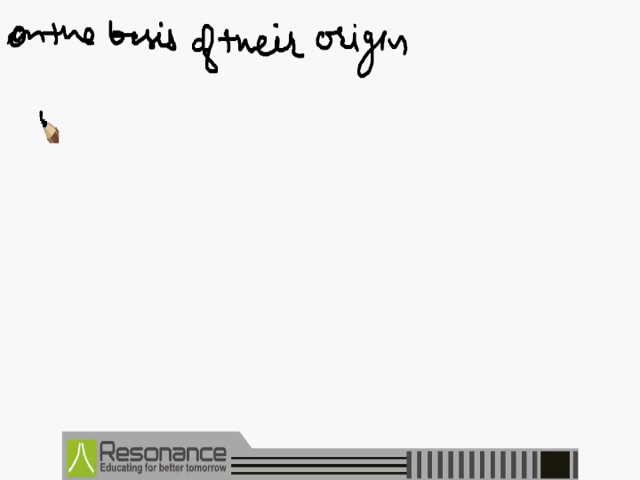 on the basis of their origin
Resonance
Educating for better tomorrow